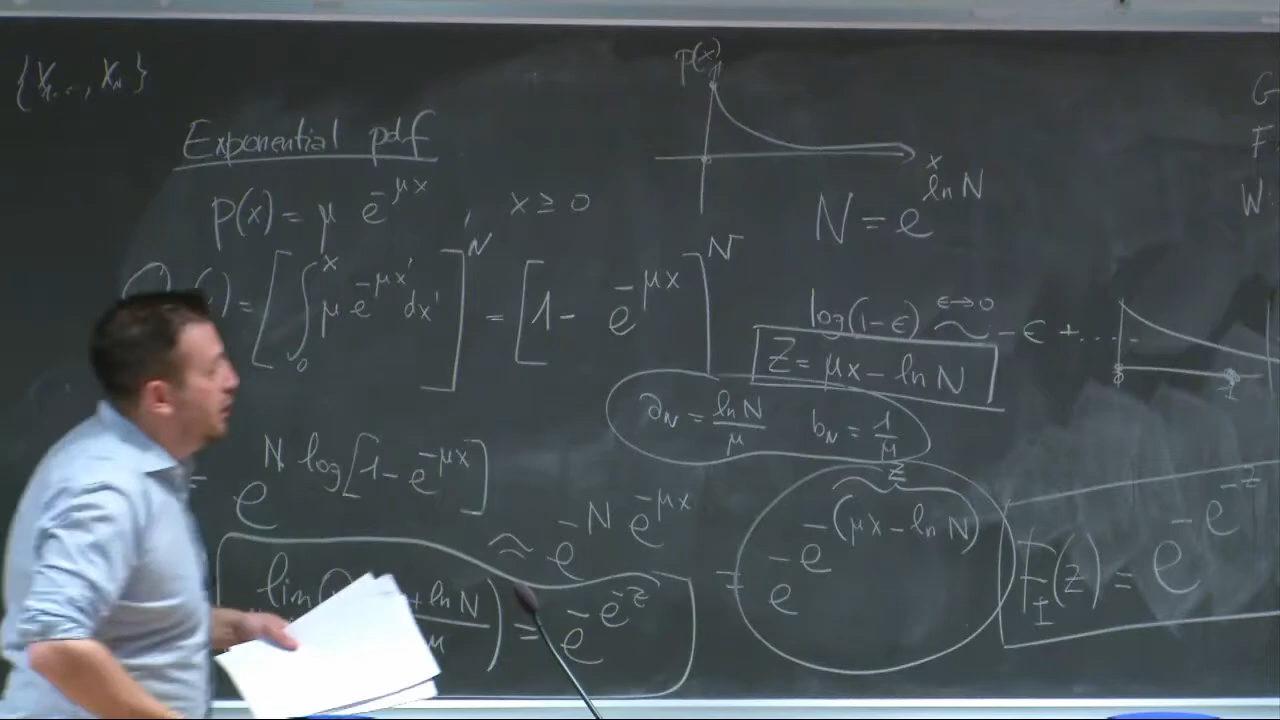 {X₁..., Xₙ}
Exponential pdf
p(x) = μ e^{-μx}, x ≥ 0
p(x)
x
N = e^{ln N}
G
F
W:
( ) = [∫₀^x μ e^{-μx'} dx']^N = [1 - e^{-μx}]^N
log(1-ϵ) ~^{ϵ→0} -ϵ + ....
z = μx - ln N
a_N = ln N / μ   b_N = 1/μ
= e^{N log[1 - e^{-μx}]} ≈ e^{-N e^{-μx}} = e^{-e^{-(μx - ln N)}}
z
F_I(z) = e^{-e^{-z}}
lim Q + ln N / μ) = e^{-e^{-z}}